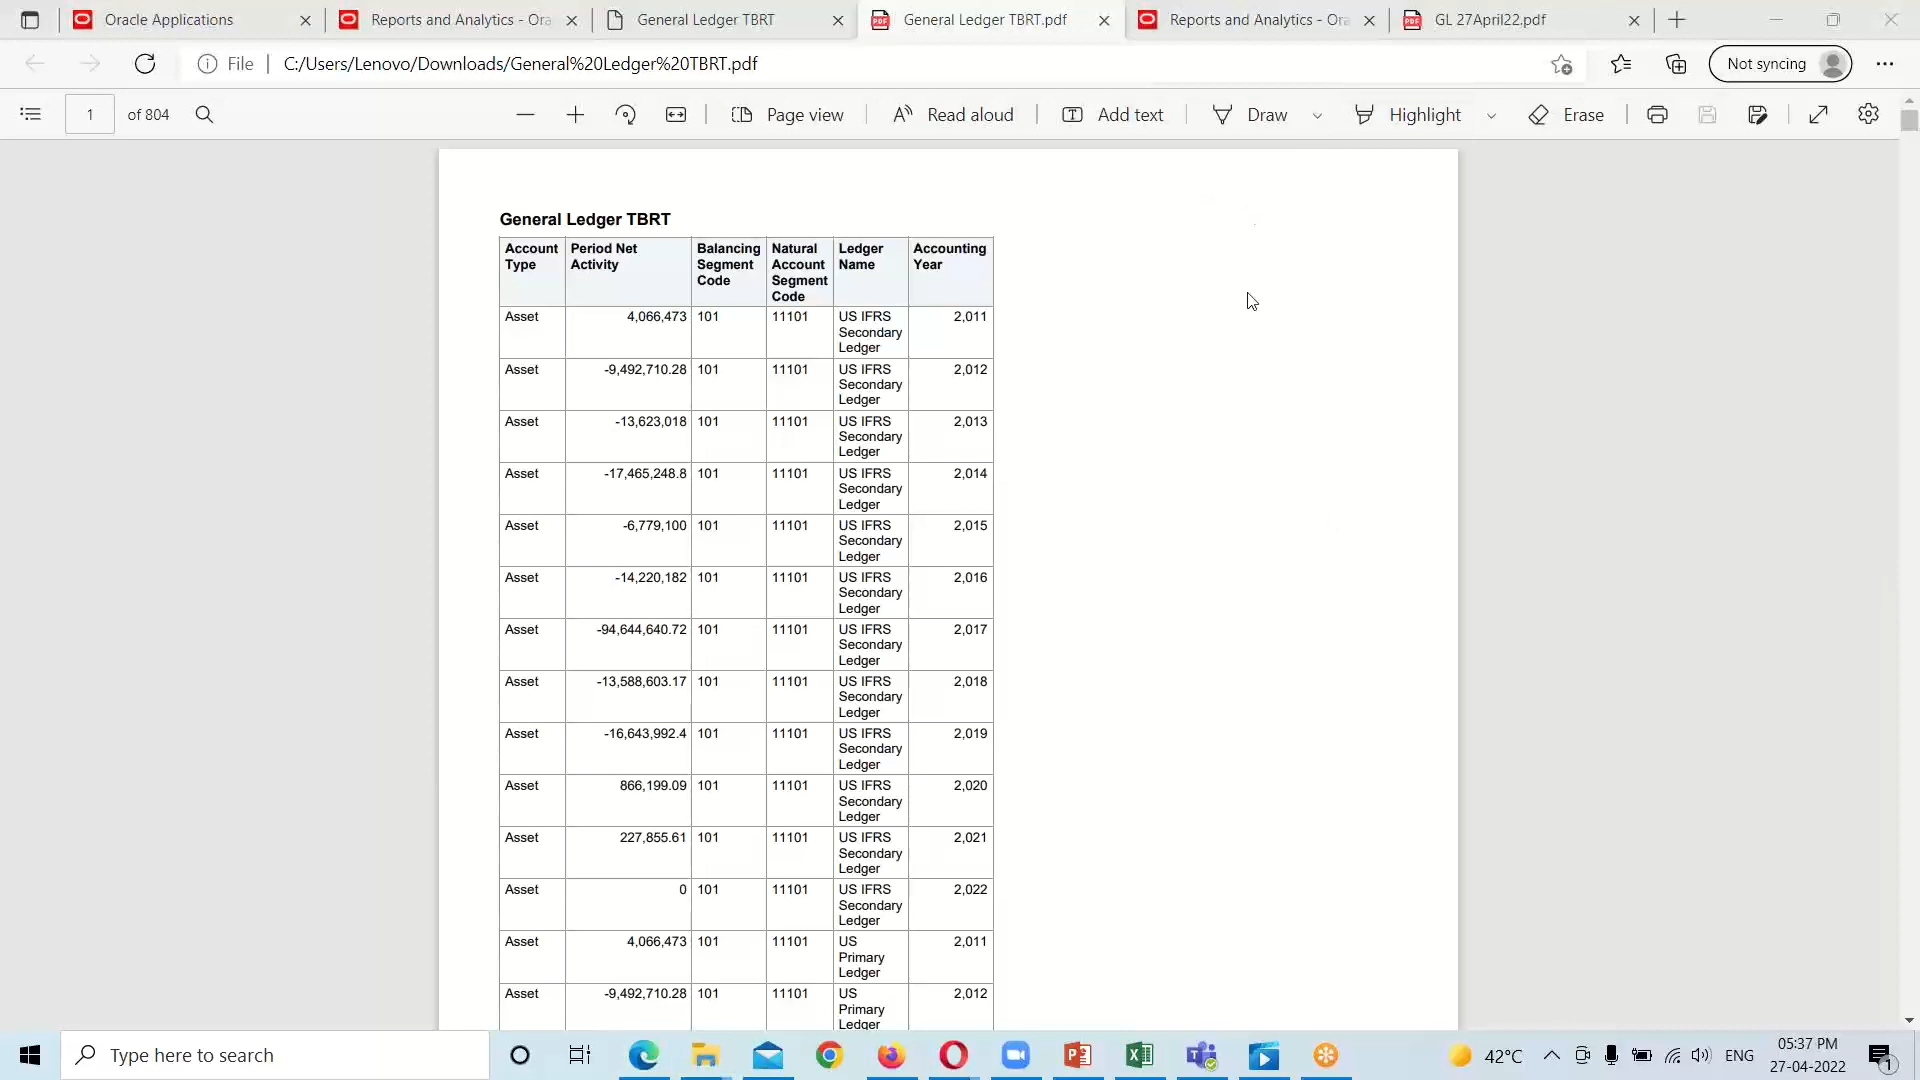 Oracle Applications
Reports and Analytics - Ora
General Ledger TBRT
General Ledger TBRT.pdf
Reports and Analytics - Ora
GL 27April22.pdf
File
C:/Users/Lenovo/Downloads/General%20Ledger%20TBRT.pdf
Not syncing
1 of 804
Page view
Read aloud
Add text
Draw
Highlight
Erase
General Ledger TBRT
Account Type
Period Net Activity
Balancing Segment Code
Natural Account Segment Code
Ledger Name
Accounting Year
Asset 4,066,473 101 11101 US IFRS Secondary Ledger 2,011
Asset -9,492,710.28 101 11101 US IFRS Secondary Ledger 2,012
Asset -13,623,018 101 11101 US IFRS Secondary Ledger 2,013
Asset -17,465,248.8 101 11101 US IFRS Secondary Ledger 2,014
Asset -6,779,100 101 11101 US IFRS Secondary Ledger 2,015
Asset -14,220,182 101 11101 US IFRS Secondary Ledger 2,016
Asset -94,644,640.72 101 11101 US IFRS Secondary Ledger 2,017
Asset -13,588,603.17 101 11101 US IFRS Secondary Ledger 2,018
Asset -16,643,992.4 101 11101 US IFRS Secondary Ledger 2,019
Asset 866,199.09 101 11101 US IFRS Secondary Ledger 2,020
Asset 227,855.61 101 11101 US IFRS Secondary Ledger 2,021
Asset 0 101 11101 US IFRS Secondary Ledger 2,022
Asset 4,066,473 101 11101 US Primary Ledger 2,011
Asset -9,492,710.28 101 11101 US Primary Ledger 2,012
Type here to search
42°C
ENG
05:37 PM
27-04-2022
1